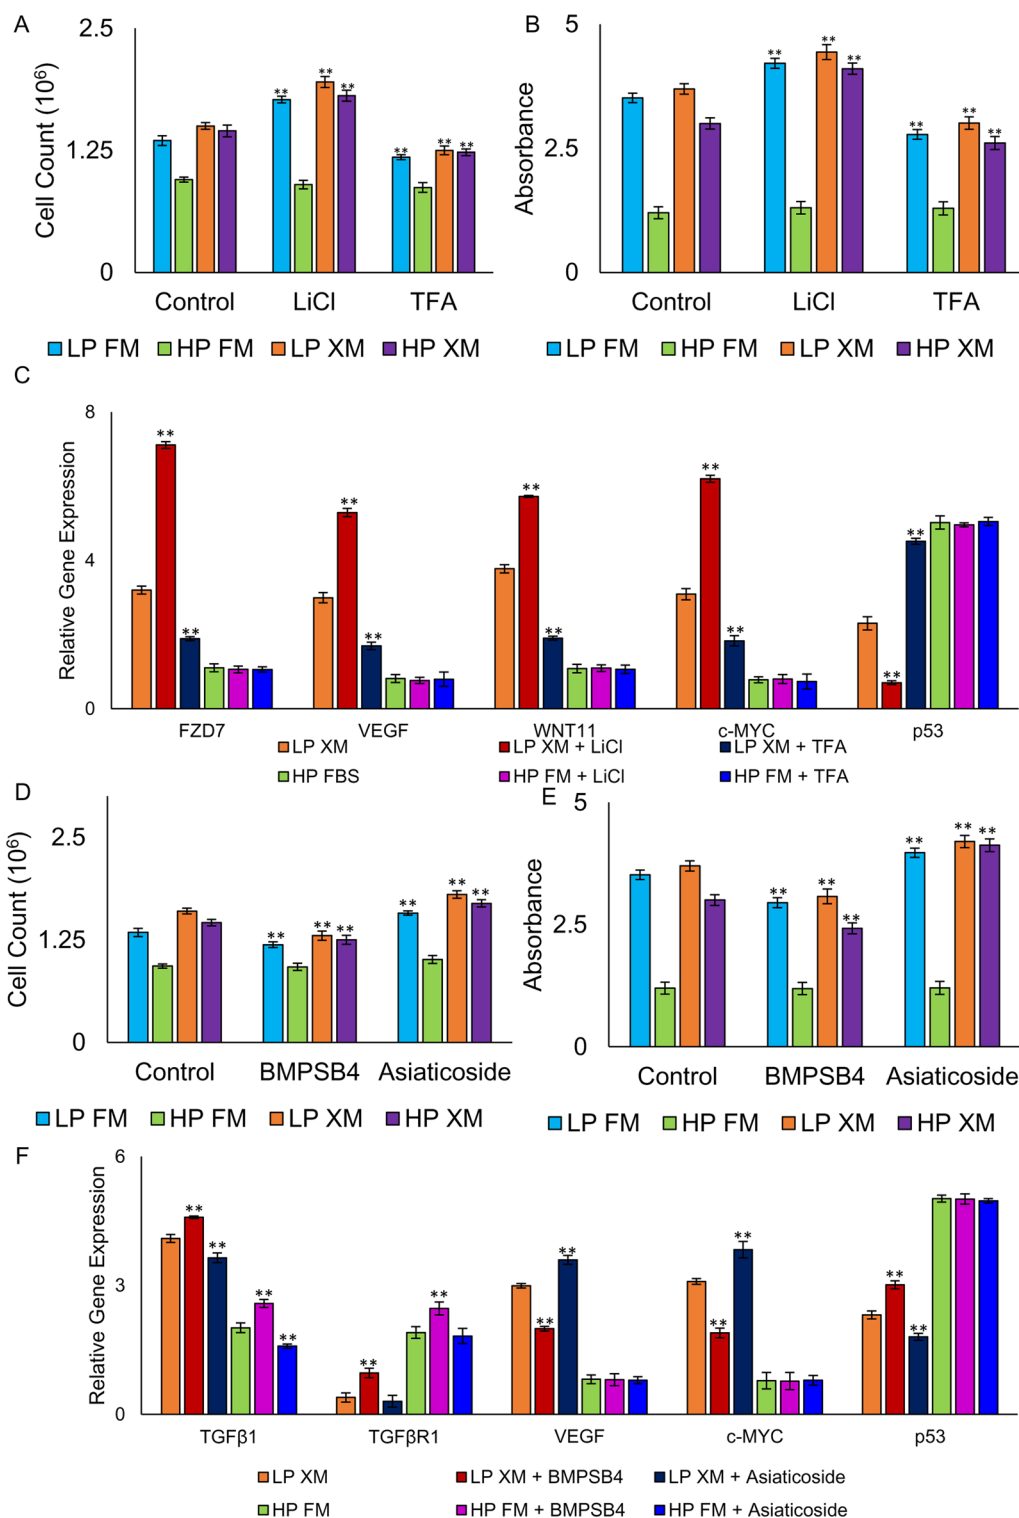 A
2.5
1.25
0
Cell Count (10⁶)
** ** **
** ** **
Control LiCl TFA
LP FM HP FM LP XM HP XM
B
5
2.5
0
Absorbance
** ** **
** ** **
Control LiCl TFA
LP FM HP FM LP XM HP XM
C
8
4
0
Relative Gene Expression
** ** ** **
** ** ** **
** **
FZD7 VEGF WNT11 c-MYC p53
LP XM LP XM + LiCl LP XM + TFA
HP FBS HP FM + LiCl HP FM + TFA
D
2.5
1.25
0
Cell Count (10⁶)
** ** **
** ** **
Control BMPSB4 Asiaticoside
LP FM HP FM LP XM HP XM
E
5
2.5
0
Absorbance
** ** **
** ** **
Control BMPSB4 Asiaticoside
LP FM HP FM LP XM HP XM
F
6
3
0
Relative Gene Expression
** ** ** **
** **
** **
** **
** **
TGFβ1 TGFβR1 VEGF c-MYC p53
LP XM LP XM + BMPSB4 LP XM + Asiaticoside
HP FM HP FM + BMPSB4 HP FM + Asiaticoside